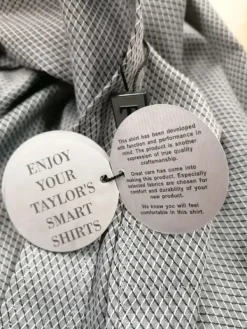 ENJOY
YOUR
TAYLOR'S
SMART
SHIRTS
This shirt has been developed
with function and performance in
mind. The product is another
expression of true quality
craftsmanship.
Great care has come into
making this product. Especially
selected fabrics are chosen for
comfort and durability of your
new product.
We know you will feel
comfortable in this shirt.